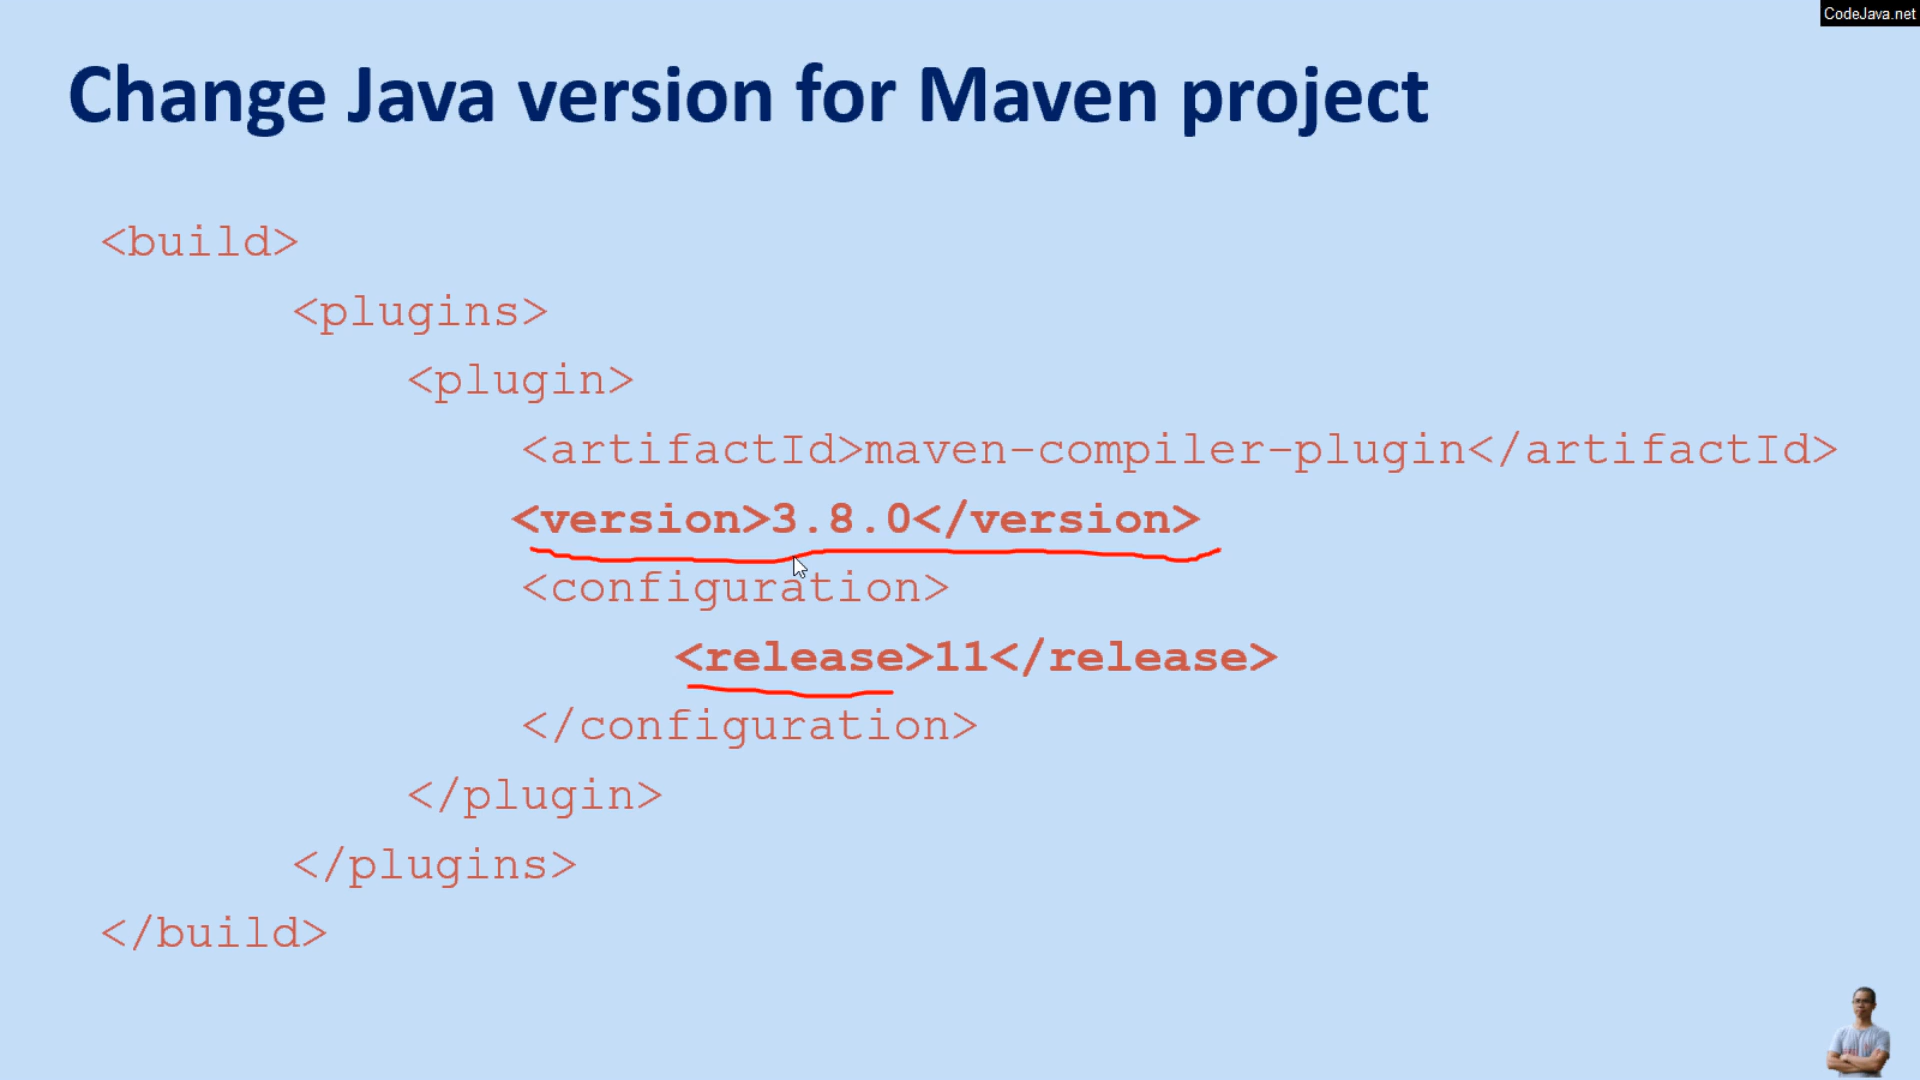 CodeJava.net
Change Java version for Maven project
<build>
<plugins>
<plugin>
<artifactId>maven-compiler-plugin</artifactId>
<version>3.8.0</version>
<configuration>
<release>11</release>
</configuration>
</plugin>
</plugins>
</build>